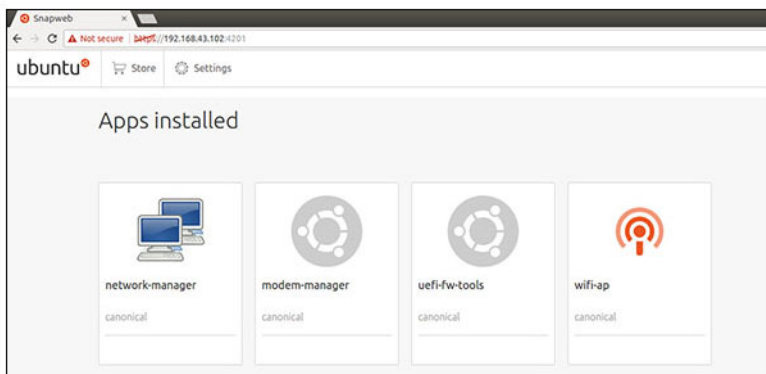 Snapweb
Not secure | https://192.168.43.102:4201
ubuntu Store Settings
Apps installed
network-manager modem-manager uefi-fw-tools wifi-ap
canonical canonical canonical canonical